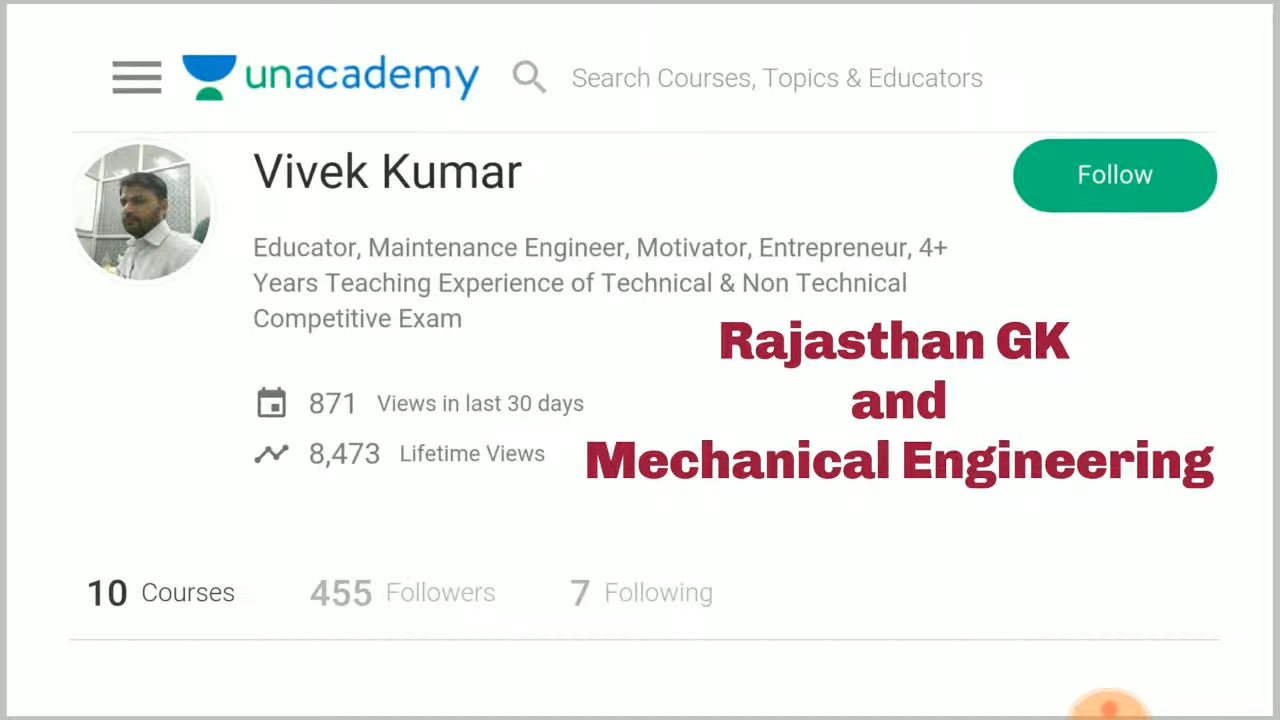 unacademy
Search Courses, Topics & Educators
Vivek Kumar
Follow
Educator, Maintenance Engineer, Motivator, Entrepreneur, 4+
Years Teaching Experience of Technical & Non Technical
Competitive Exam
Rajasthan GK
and
Mechanical Engineering
871 Views in last 30 days
8,473 Lifetime Views
10 Courses
455 Followers
7 Following